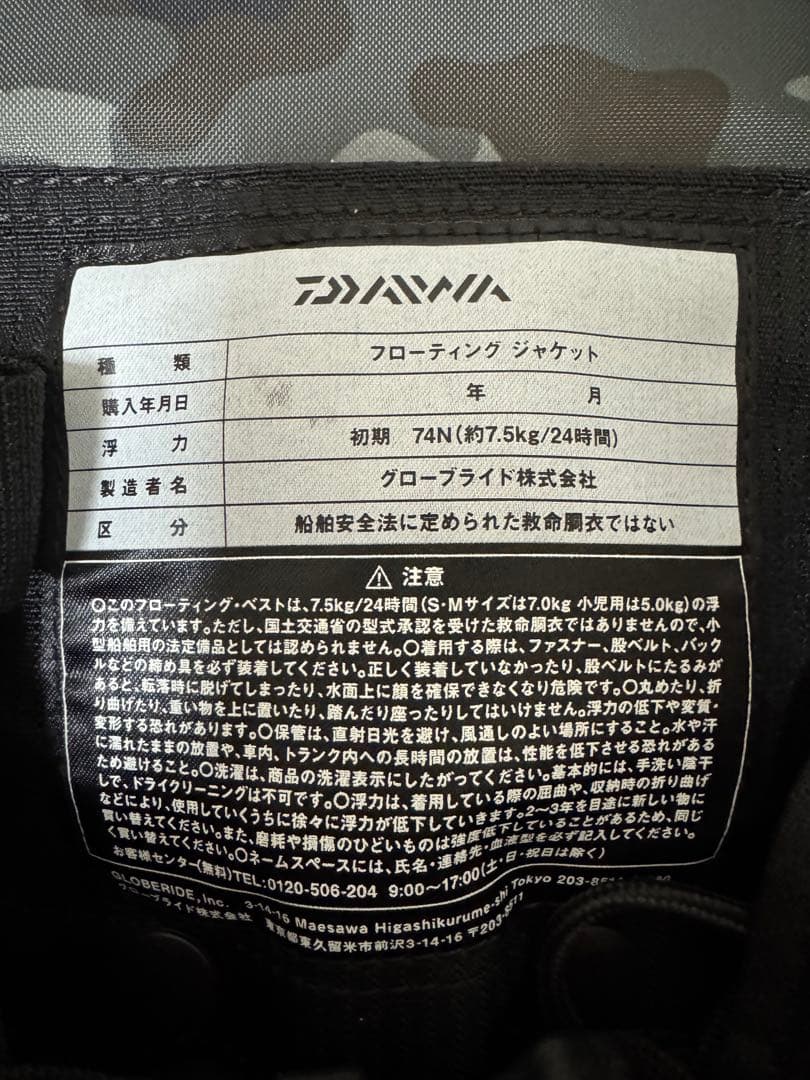 DAIWA
種類 フローティング ジャケット
購入年月日 年 月
浮力 初期 74N(約7.5kg/24時間)
製造者名 グローブライド株式会社
区分 船舶安全法に定められた救命胴衣ではない
⚠ 注意
○このフローティング・ベストは、7.5kg/24時間(S・Mサイズは7.0kg 小児用は5.0kg)の浮
力を備えています。ただし、国土交通省の型式承認を受けた救命胴衣ではありませんので、小
型船舶用の法定備品としては認められません。○着用する際は、ファスナー、股ベルト、バック
ルなどの締め具を必ず装着してください。正しく装着していなかったり、股ベルトにたるみが
あると、転落時に脱げてしまったり、水面上に顔を確保できなくなり危険です。○丸めたり、折
り曲げたり、重い物を上に置いたり、踏んだり座ったりしてはいけません。浮力の低下や変質・
変形する恐れがあります。○保管は、直射日光を避け、風通しのよい場所にすること。水や汗
に濡れたままの放置や、車内、トランク内への長時間の放置は、性能を低下させる恐れがある
ため避けること。○洗濯は、商品の洗濯表示にしたがってください。基本的には、手洗い陰干
しで、ドライクリーニングは不可です。○浮力は、着用している際の屈曲や、収納時の折り曲げ
などにより、使用していくうちに徐々に浮力が低下していきます。2〜3年を目途に新しい物に
買い替えてください。また、磨耗や損傷のひどいものは強度低下していることがあるため、同じ
く買い替えてください。○ネームスペースには、氏名・連絡先・血液型を必ず記入してください。
お客様センター(無料)TEL:0120-506-204 9:00〜17:00(土・日・祝日は除く)
GLOBERIDE, Inc. 3-14-16 Maesawa Higashikurume-shi Tokyo 203-8511
グローブライド株式会社 東京都東久留米市前沢3-14-16 〒203-8511